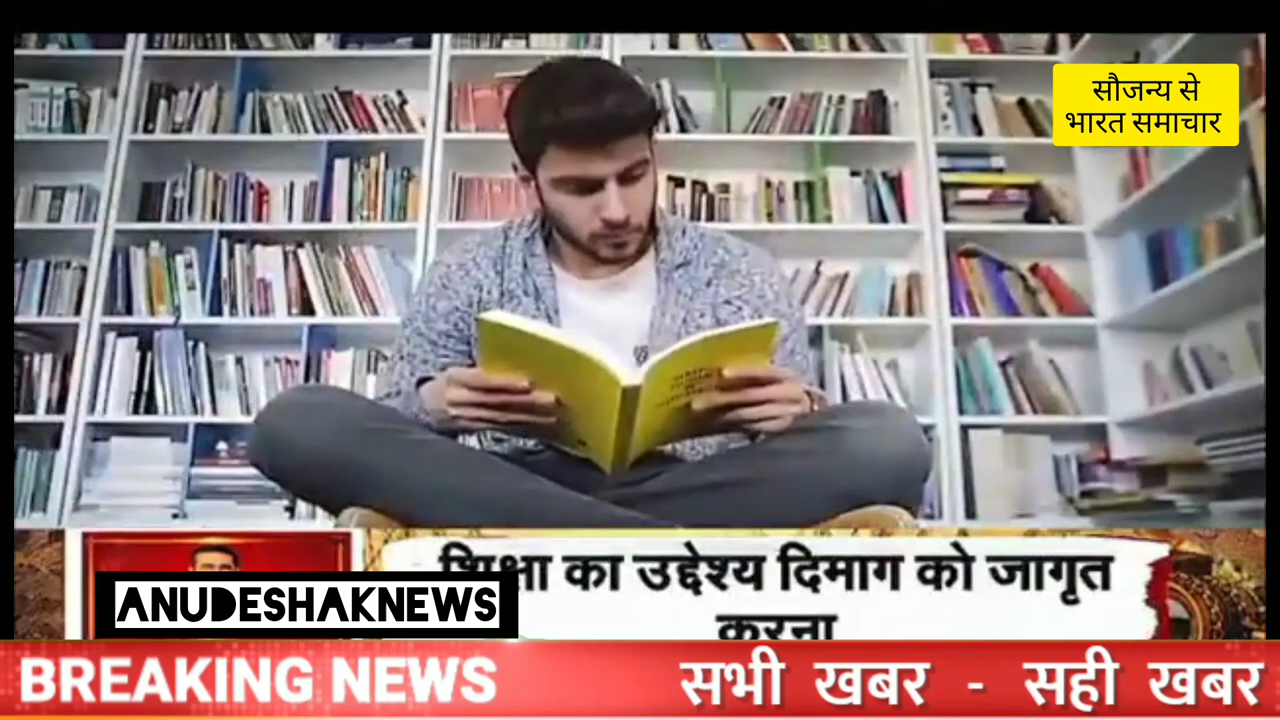 सौजन्य से
भारत समाचार
शिक्षा का उद्देश्य दिमाग को जागृत
करना
ANUDESHAKNEWS
BREAKING NEWS
सभी खबर - सही खबर